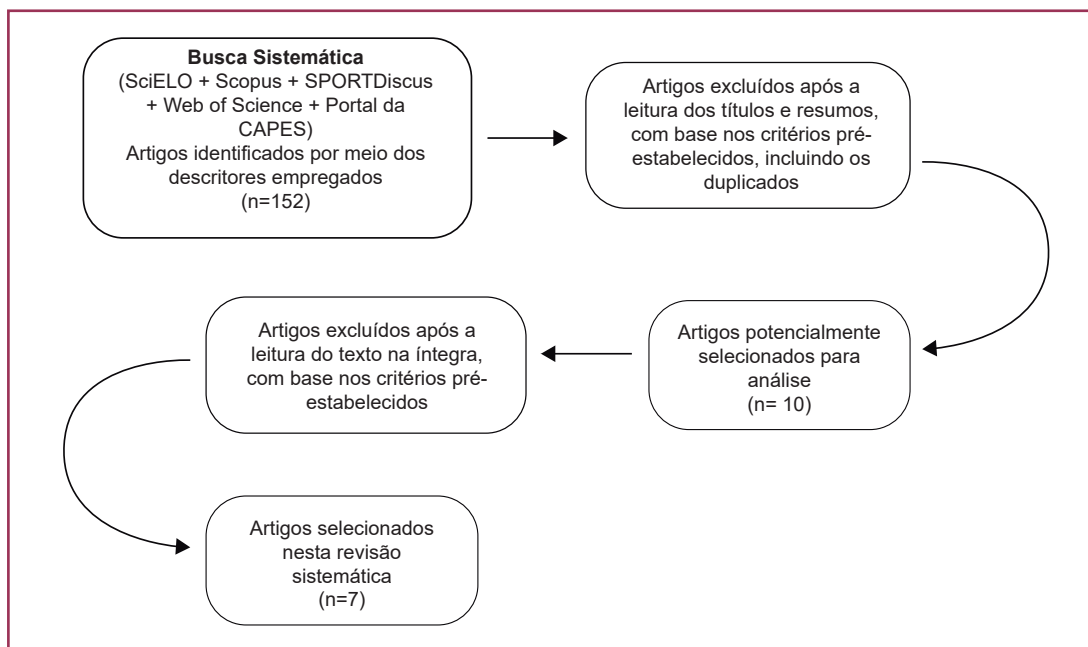 Busca Sistemática
(SciELO + Scopus + SPORTDiscus
+ Web of Science + Portal da
CAPES)
Artigos identificados por meio dos
descritores empregados
(n=152)
Artigos excluídos após a
leitura dos títulos e resumos,
com base nos critérios pré-
estabelecidos, incluindo os
duplicados
Artigos potencialmente
selecionados para
análise
(n= 10)
Artigos excluídos após a
leitura do texto na íntegra,
com base nos critérios pré-
estabelecidos
Artigos selecionados
nesta revisão
sistemática
(n=7)